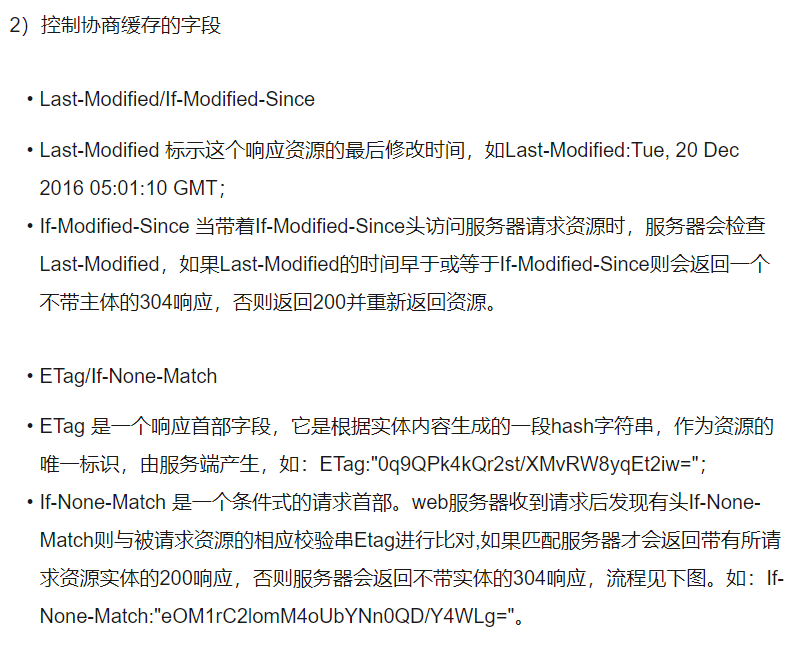 2）控制协商缓存的字段
• Last-Modified/If-Modified-Since
• Last-Modified 标示这个响应资源的最后修改时间，如Last-Modified:Tue, 20 Dec
2016 05:01:10 GMT；
• If-Modified-Since 当带着If-Modified-Since头访问服务器请求资源时，服务器会检查
Last-Modified，如果Last-Modified的时间早于或等于If-Modified-Since则会返回一个
不带主体的304响应，否则返回200并重新返回资源。
• ETag/If-None-Match
• ETag 是一个响应首部字段，它是根据实体内容生成的一段hash字符串，作为资源的
唯一标识，由服务端产生，如：ETag:"0q9QPk4kQr2st/XMvRW8yqEt2iw="；
• If-None-Match 是一个条件式的请求首部。web服务器收到请求后发现有头If-None-
Match则与被请求资源的相应校验串Etag进行比对,如果匹配服务器才会返回带有所请
求资源实体的200响应，否则服务器会返回不带实体的304响应，流程见下图。如：If-
None-Match:"eOM1rC2lomM4oUbYNn0QD/Y4WLg="。